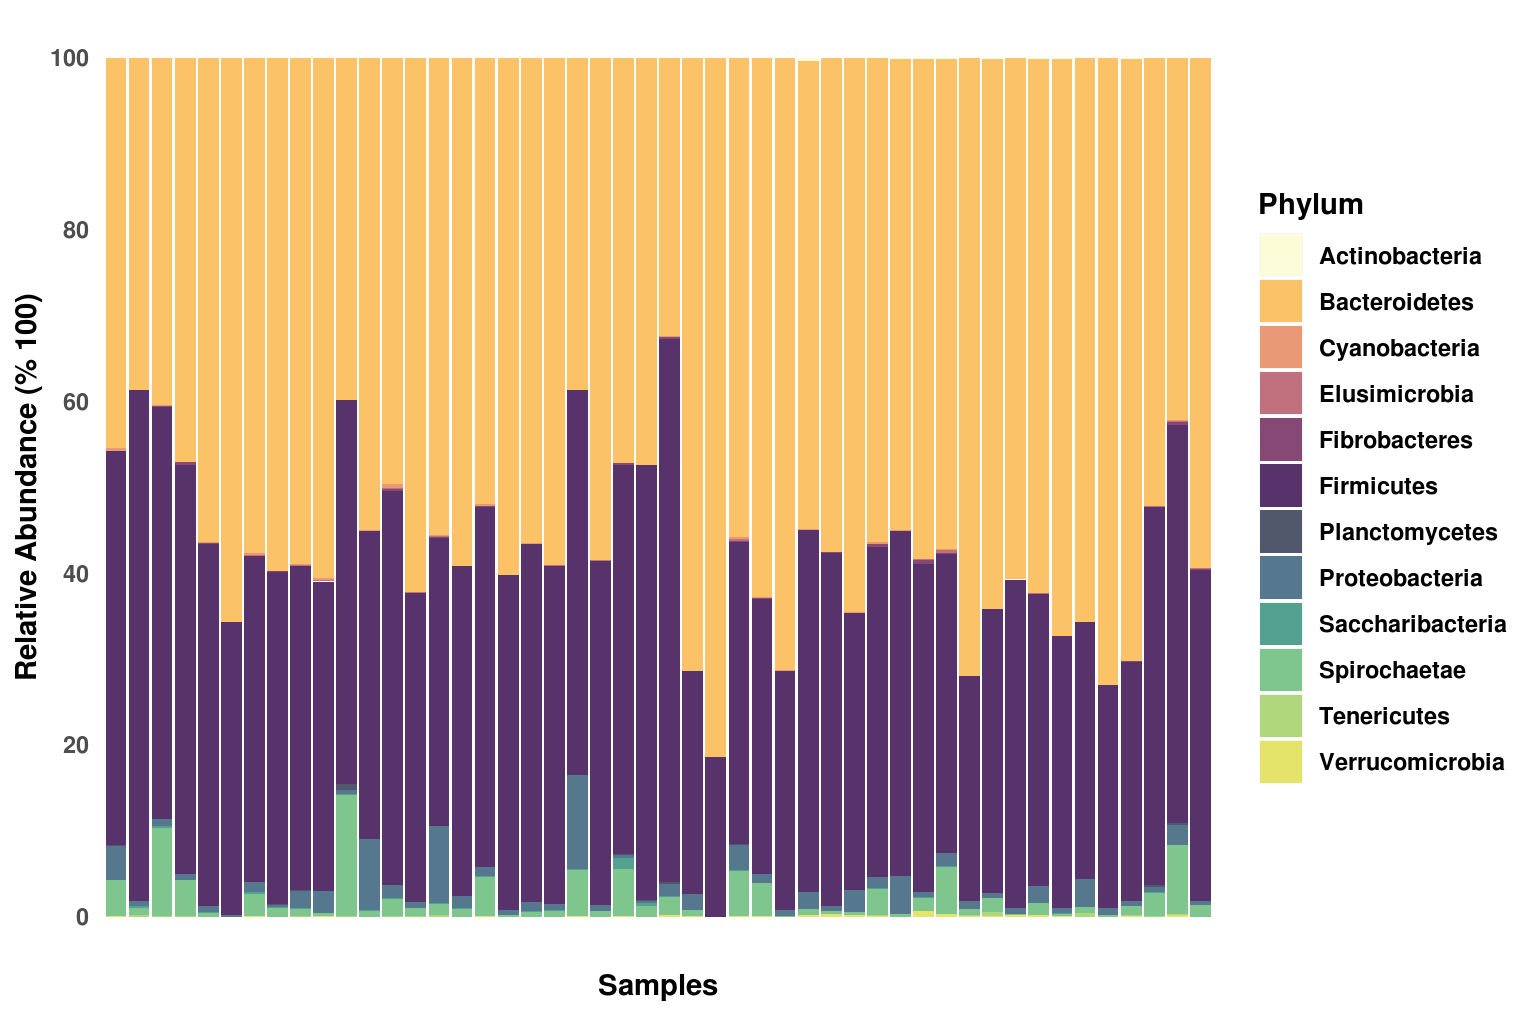 100
80
60
40
20
0
Relative Abundance (% 100)
Samples
Phylum
Actinobacteria
Bacteroidetes
Cyanobacteria
Elusimicrobia
Fibrobacteres
Firmicutes
Planctomycetes
Proteobacteria
Saccharibacteria
Spirochaetae
Tenericutes
Verrucomicrobia